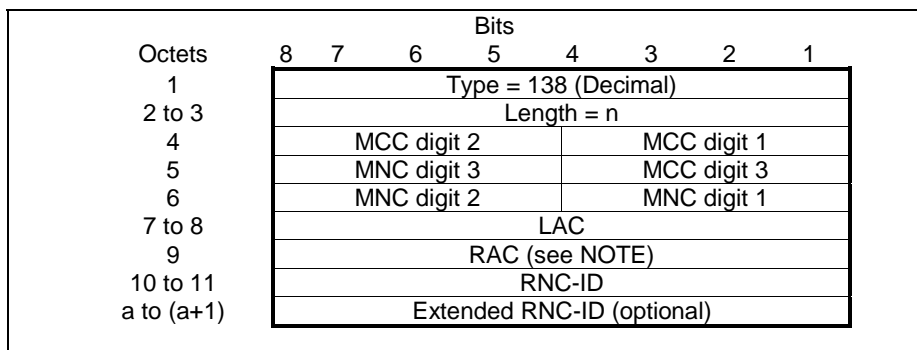 Bits
Octets 8 7 6 5 4 3 2 1
1 Type = 138 (Decimal)
2 to 3 Length = n
4 MCC digit 2 MCC digit 1
5 MNC digit 3 MCC digit 3
6 MNC digit 2 MNC digit 1
7 to 8 LAC
9 RAC (see NOTE)
10 to 11 RNC-ID
a to (a+1) Extended RNC-ID (optional)